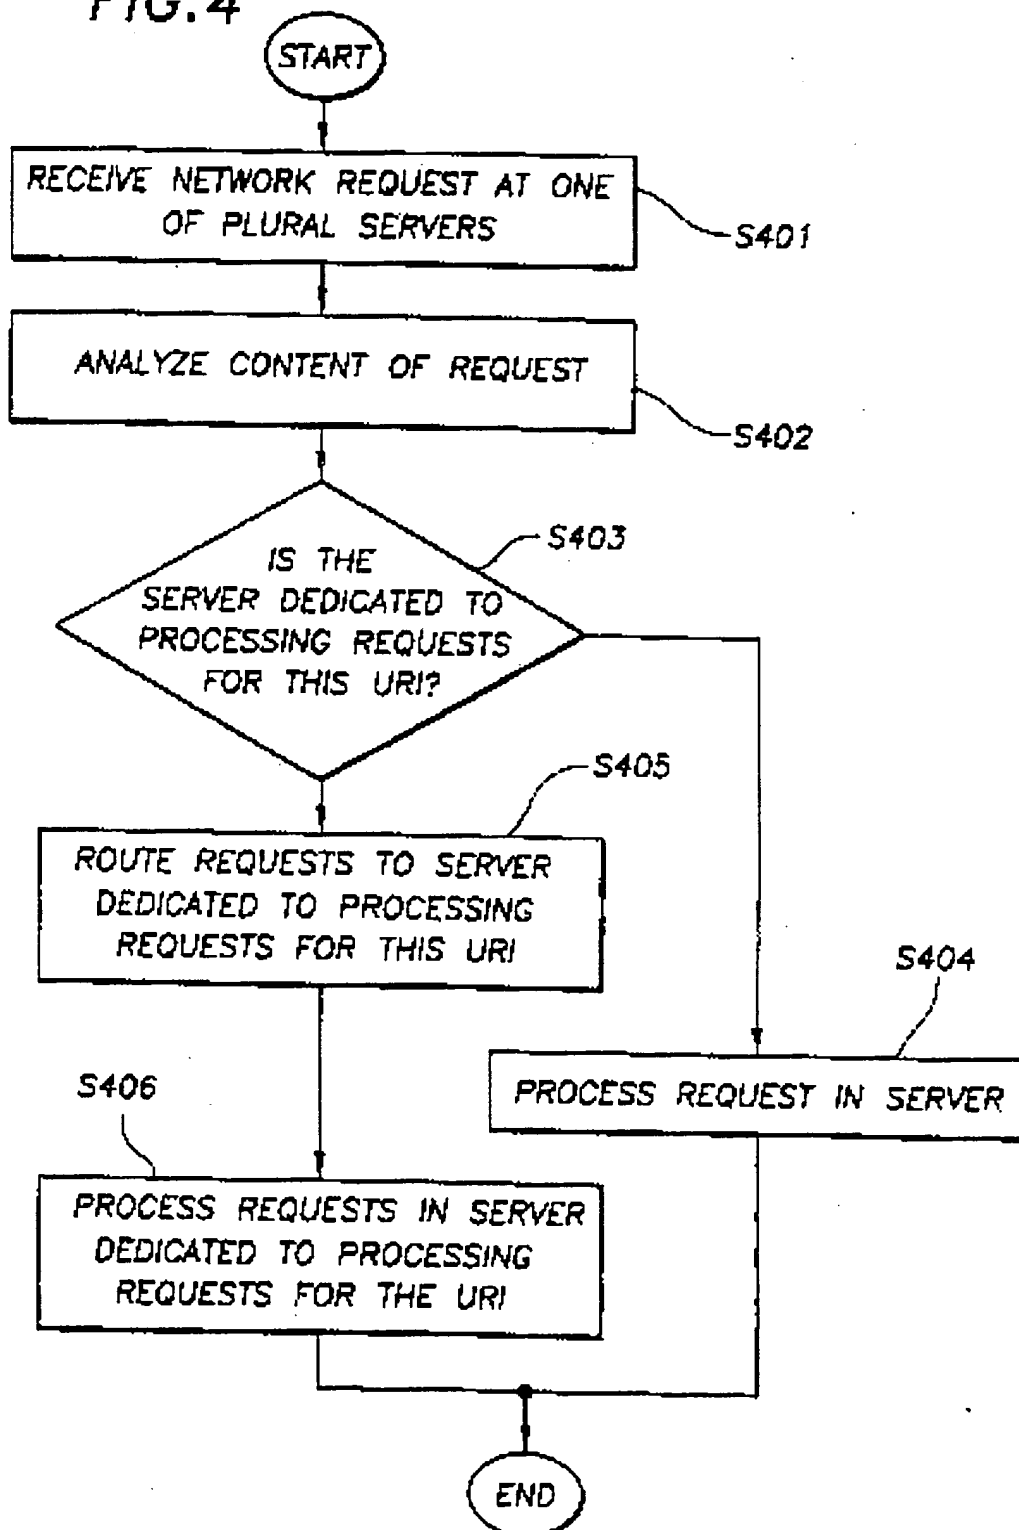 FIG.4
START
RECEIVE NETWORK REQUEST AT ONE
OF PLURAL SERVERS
S401
ANALYZE CONTENT OF REQUEST
S402
S403
IS THE
SERVER DEDICATED TO
PROCESSING REQUESTS
FOR THIS URI?
S405
ROUTE REQUESTS TO SERVER
DEDICATED TO PROCESSING
REQUESTS FOR THIS URI
S404
PROCESS REQUEST IN SERVER
S406
PROCESS REQUESTS IN SERVER
DEDICATED TO PROCESSING
REQUESTS FOR THE URI
END